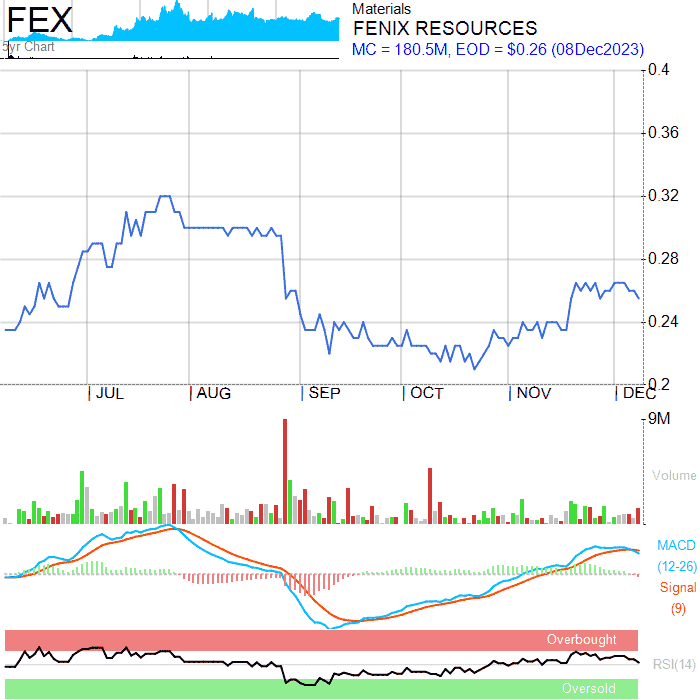 FEX
5yr Chart
Materials
FENIX RESOURCES
MC = 180.5M, EOD = $0.26 (08Dec2023)
0.4
0.36
0.32
0.28
0.24
0.2
JUL AUG SEP OCT NOV DEC
9M
Volume
MACD
(12-26)
Signal
(9)
Overbought
RSI(14)
Oversold